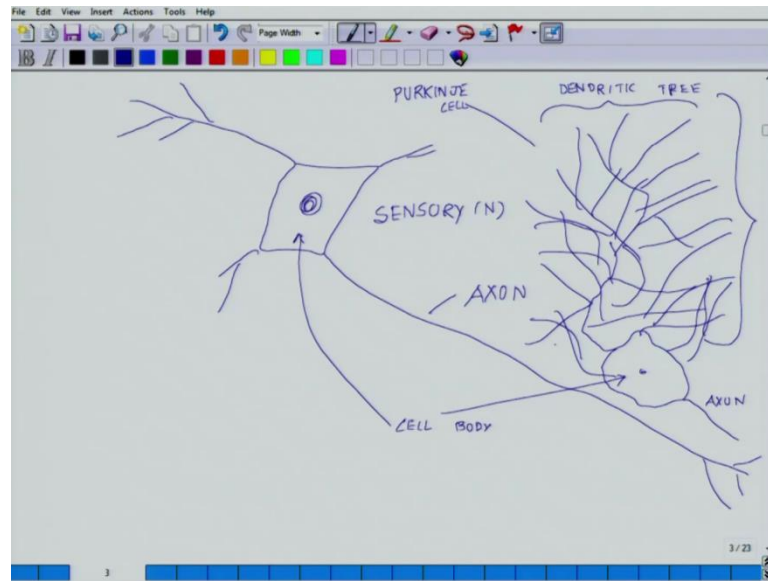 File Edit View Insert Actions Tools Help
Page Width
B I
PURKINJE
CELL
DENDRITIC TREE
SENSORY (N)
AXON
AXON
CELL BODY
3/23
3